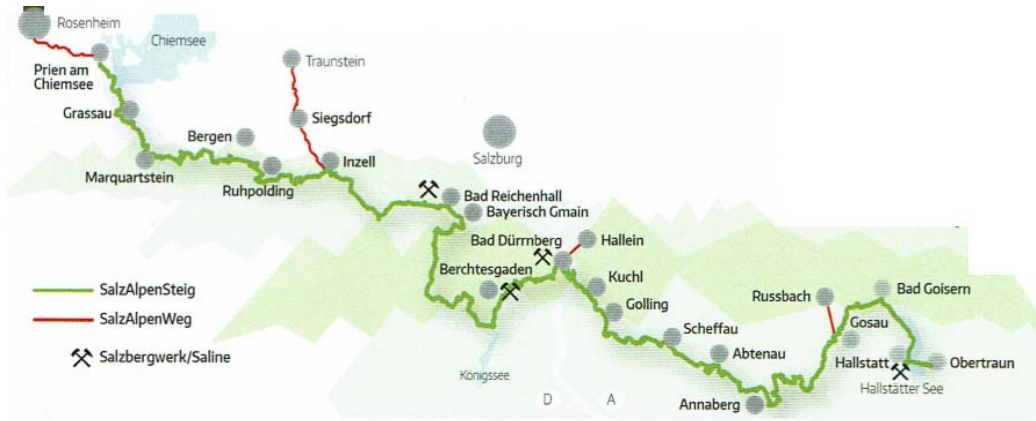 Rosenheim
Chiemsee
Prien am
Chiemsee
Traunstein
Grassau
Siegsdorf
Bergen
Inzell
Salzburg
Marquartstein
Ruhpolding
Bad Reichenhall
Bayerisch Gmain
Bad Dürrnberg
Hallein
Berchtesgaden
Kuchl
Golling
Russbach
Bad Goisern
SalzAlpenSteig
SalzAlpenWeg
Scheffau
Gosau
Salzbergwerk/Saline
Abtenau
Hallstatt
Obertraun
Königssee
Hallstätter See
D
A
Annaberg